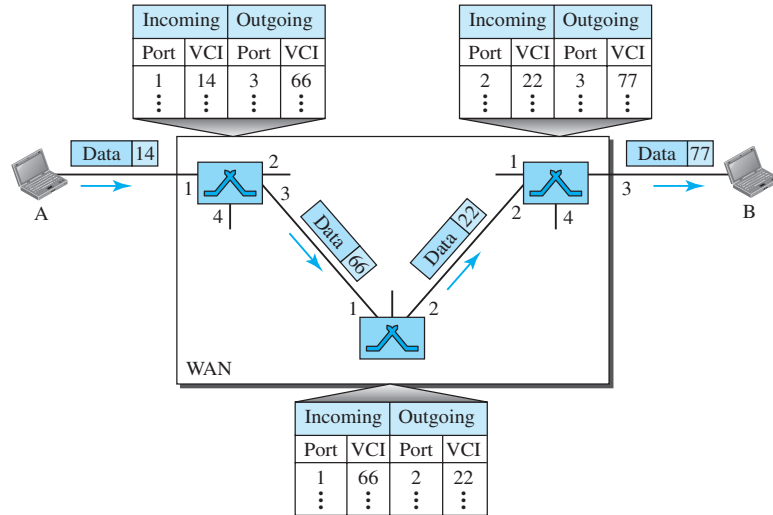 Incoming Outgoing
Port VCI Port VCI
1 14 3 66
Incoming Outgoing
Port VCI Port VCI
2 22 3 77
Data 14
A
1
2
3
4
Data 66
1
2
Data 22
1
2
3
4
Data 77
B
WAN
Incoming Outgoing
Port VCI Port VCI
1 66 2 22